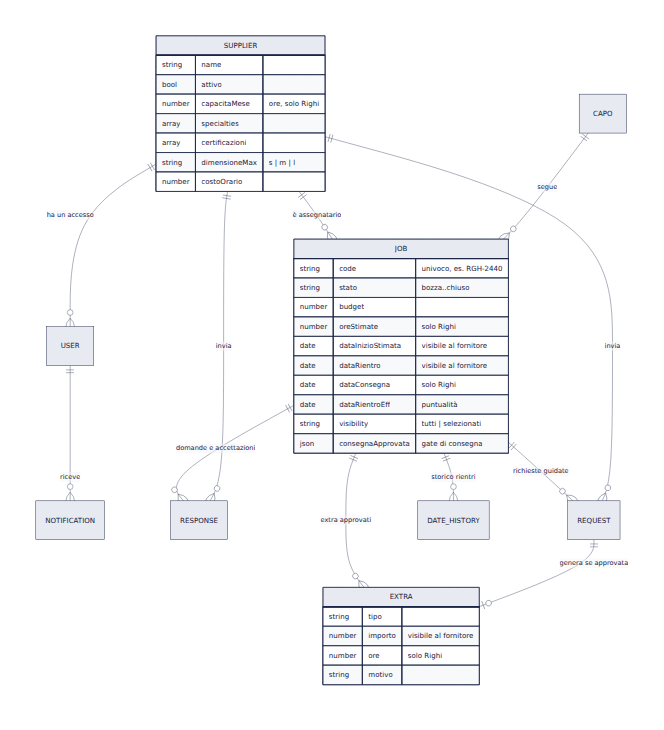 SUPPLIER
string name
bool attivo
number capacitaMese ore, solo Righi
array specialties
array certificazioni
string dimensioneMax s | m | l
number costoOrario
CAPO
segue
ha un accesso
è assegnatario
JOB
string code univoco, es. RGH-2440
string stato bozza..chiuso
number budget
number oreStimate solo Righi
date dataInizioStimata visibile al fornitore
date dataRientro visibile al fornitore
date dataConsegna solo Righi
date dataRientroEff puntualità
string visibility tutti | selezionati
json consegnaApprovata gate di consegna
USER
invia
invia
domande e accettazioni
riceve
storico rientri
richieste guidate
NOTIFICATION
RESPONSE
extra approvati
DATE_HISTORY
REQUEST
genera se approvata
EXTRA
string tipo
number importo visibile al fornitore
number ore solo Righi
string motivo